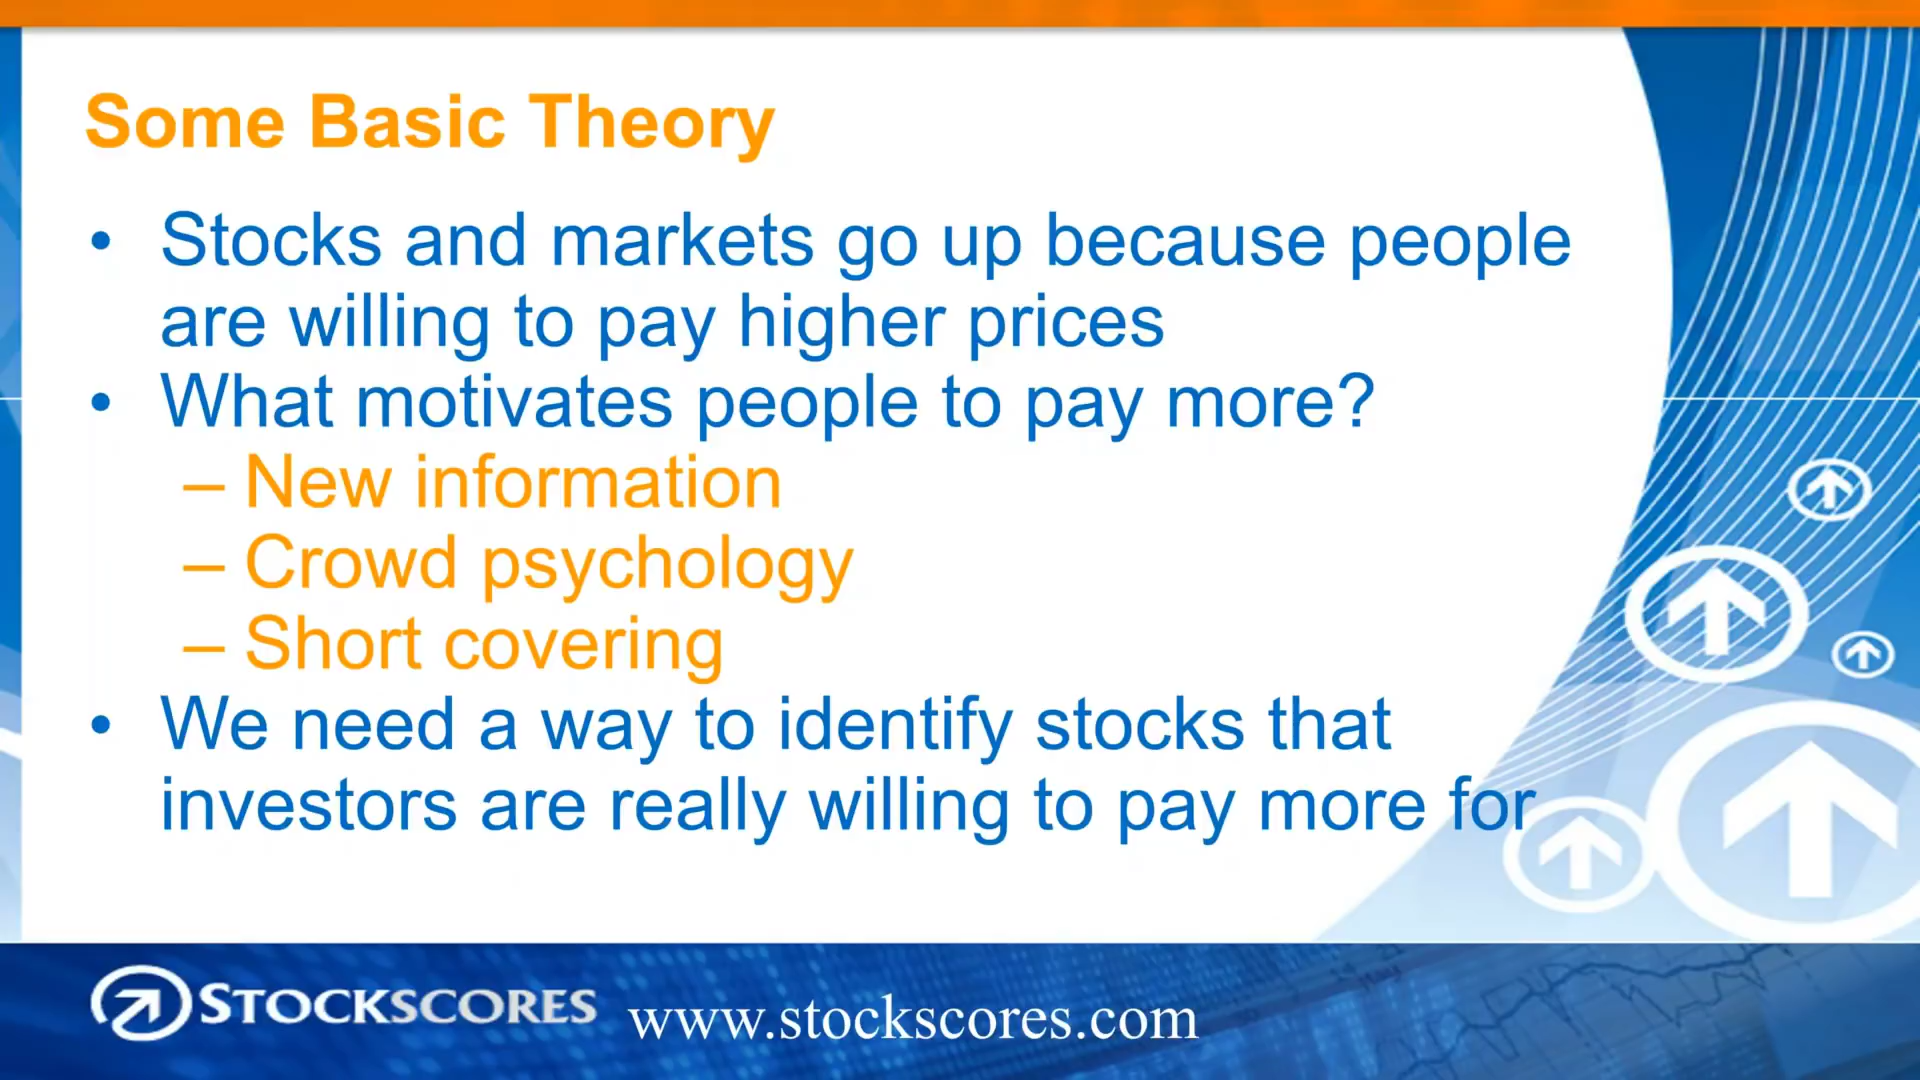 Some Basic Theory
• Stocks and markets go up because people
are willing to pay higher prices
• What motivates people to pay more?
– New information
– Crowd psychology
– Short covering
• We need a way to identify stocks that
investors are really willing to pay more for
STOCKSCORES www.stockscores.com